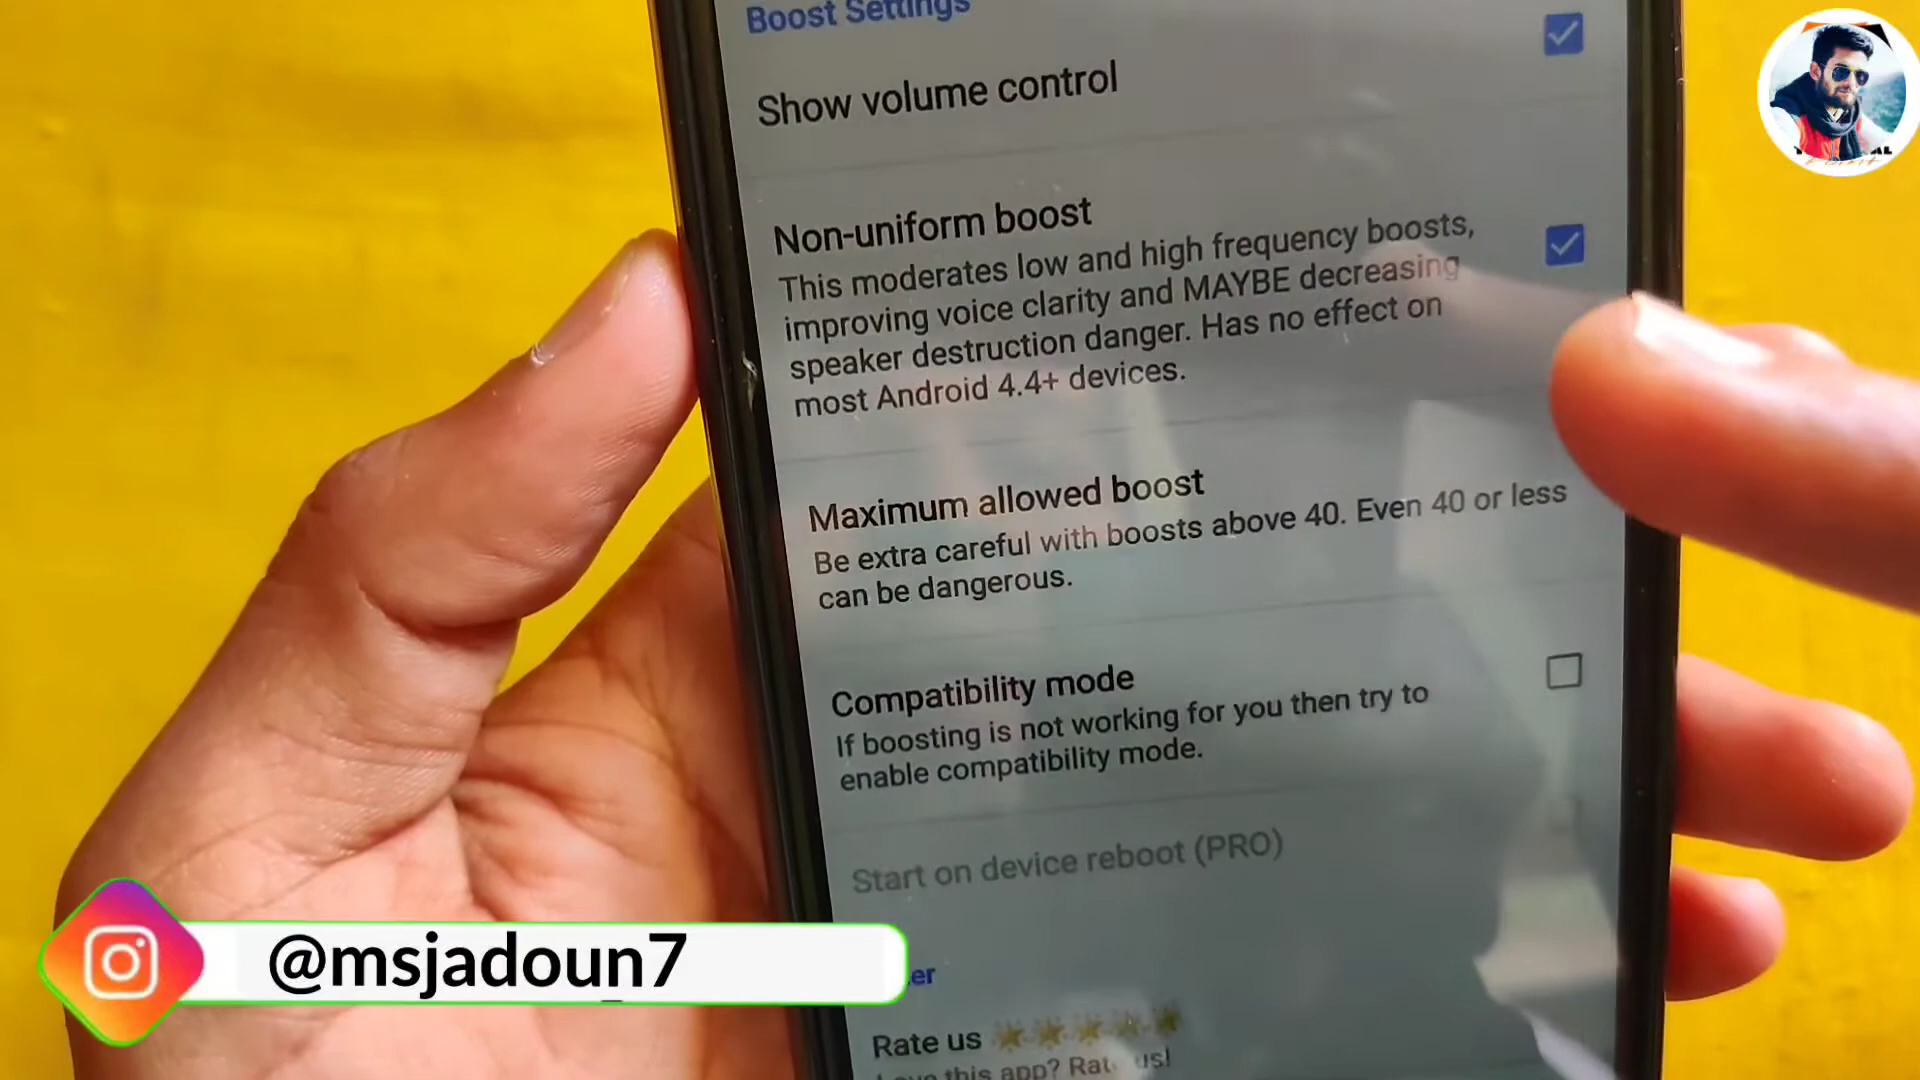 Boost Settings
Show volume control
Non-uniform boost
This moderates low and high frequency boosts,
improving voice clarity and MAYBE decreasing
speaker destruction danger. Has no effect on
most Android 4.4+ devices.
Maximum allowed boost
Be extra careful with boosts above 40. Even 40 or less
can be dangerous.
Compatibility mode
If boosting is not working for you then try to
enable compatibility mode.
Start on device reboot (PRO)
@msjadoun7
Rate us
this app? us!